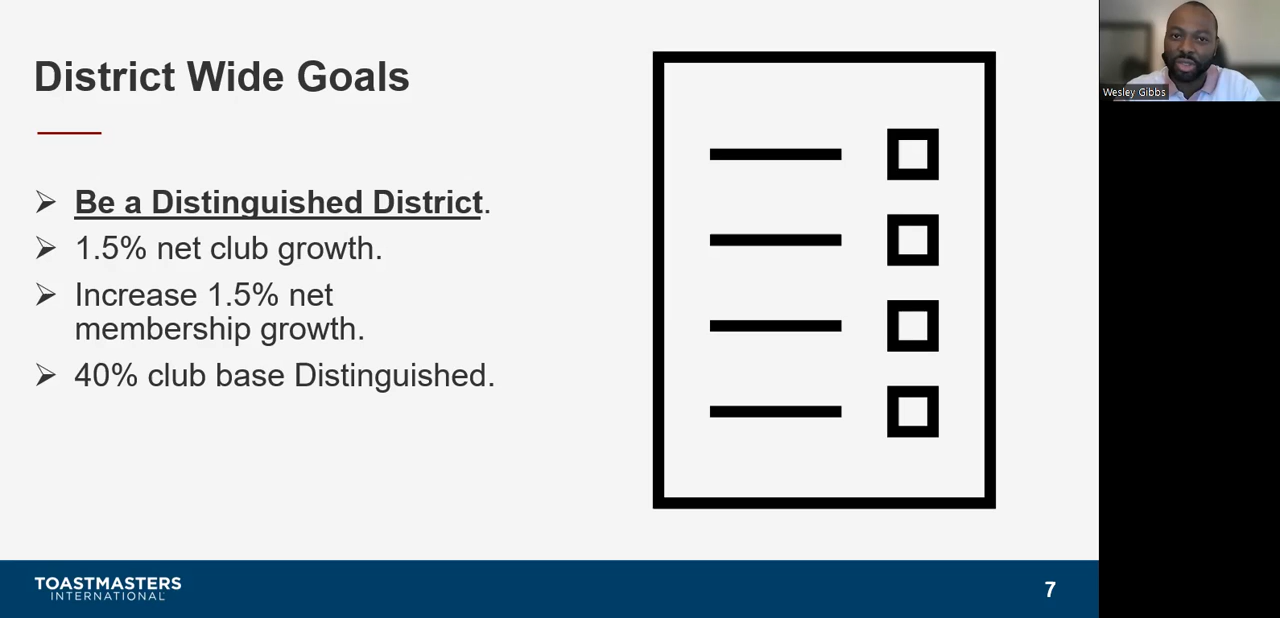 District Wide Goals
➢ Be a Distinguished District.
➢ 1.5% net club growth.
➢ Increase 1.5% net
membership growth.
➢ 40% club base Distinguished.
TOASTMASTERS
INTERNATIONAL
7
Wesley Gibbs